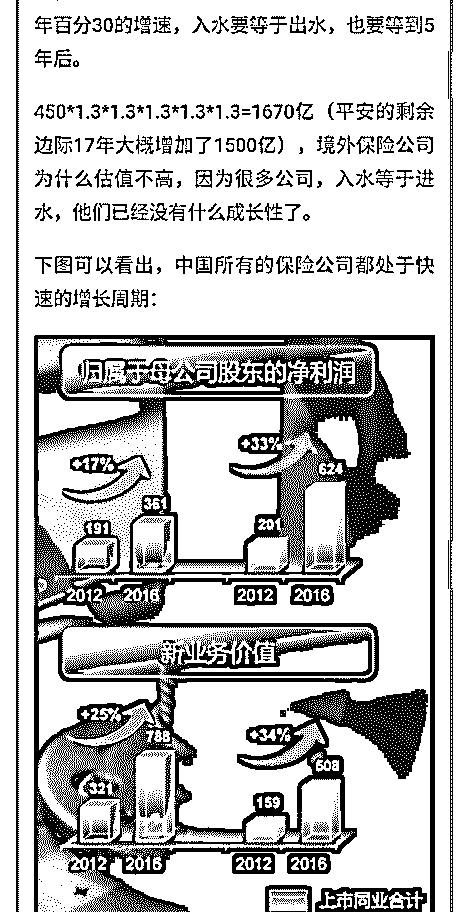 年百分30的增速，入水要等于出水，也要等到5
年后。
450*1.3*1.3*1.3*1.3*1.3=1670亿（平安的剩余
边际17年大概增加了1500亿），境外保险公司
为什么估值不高，因为很多公司，入水等于进
水，他们已经没有什么成长性了。
下图可以看出，中国所有的保险公司都处于快
速的增长周期：
归属于母公司股东的净利润
+17%
+33%
191
361
201
624
2012 2016 2012 2016
新业务价值
+25%
+34%
321
788
159
508
2012 2016 2012 2016
上市同业合计